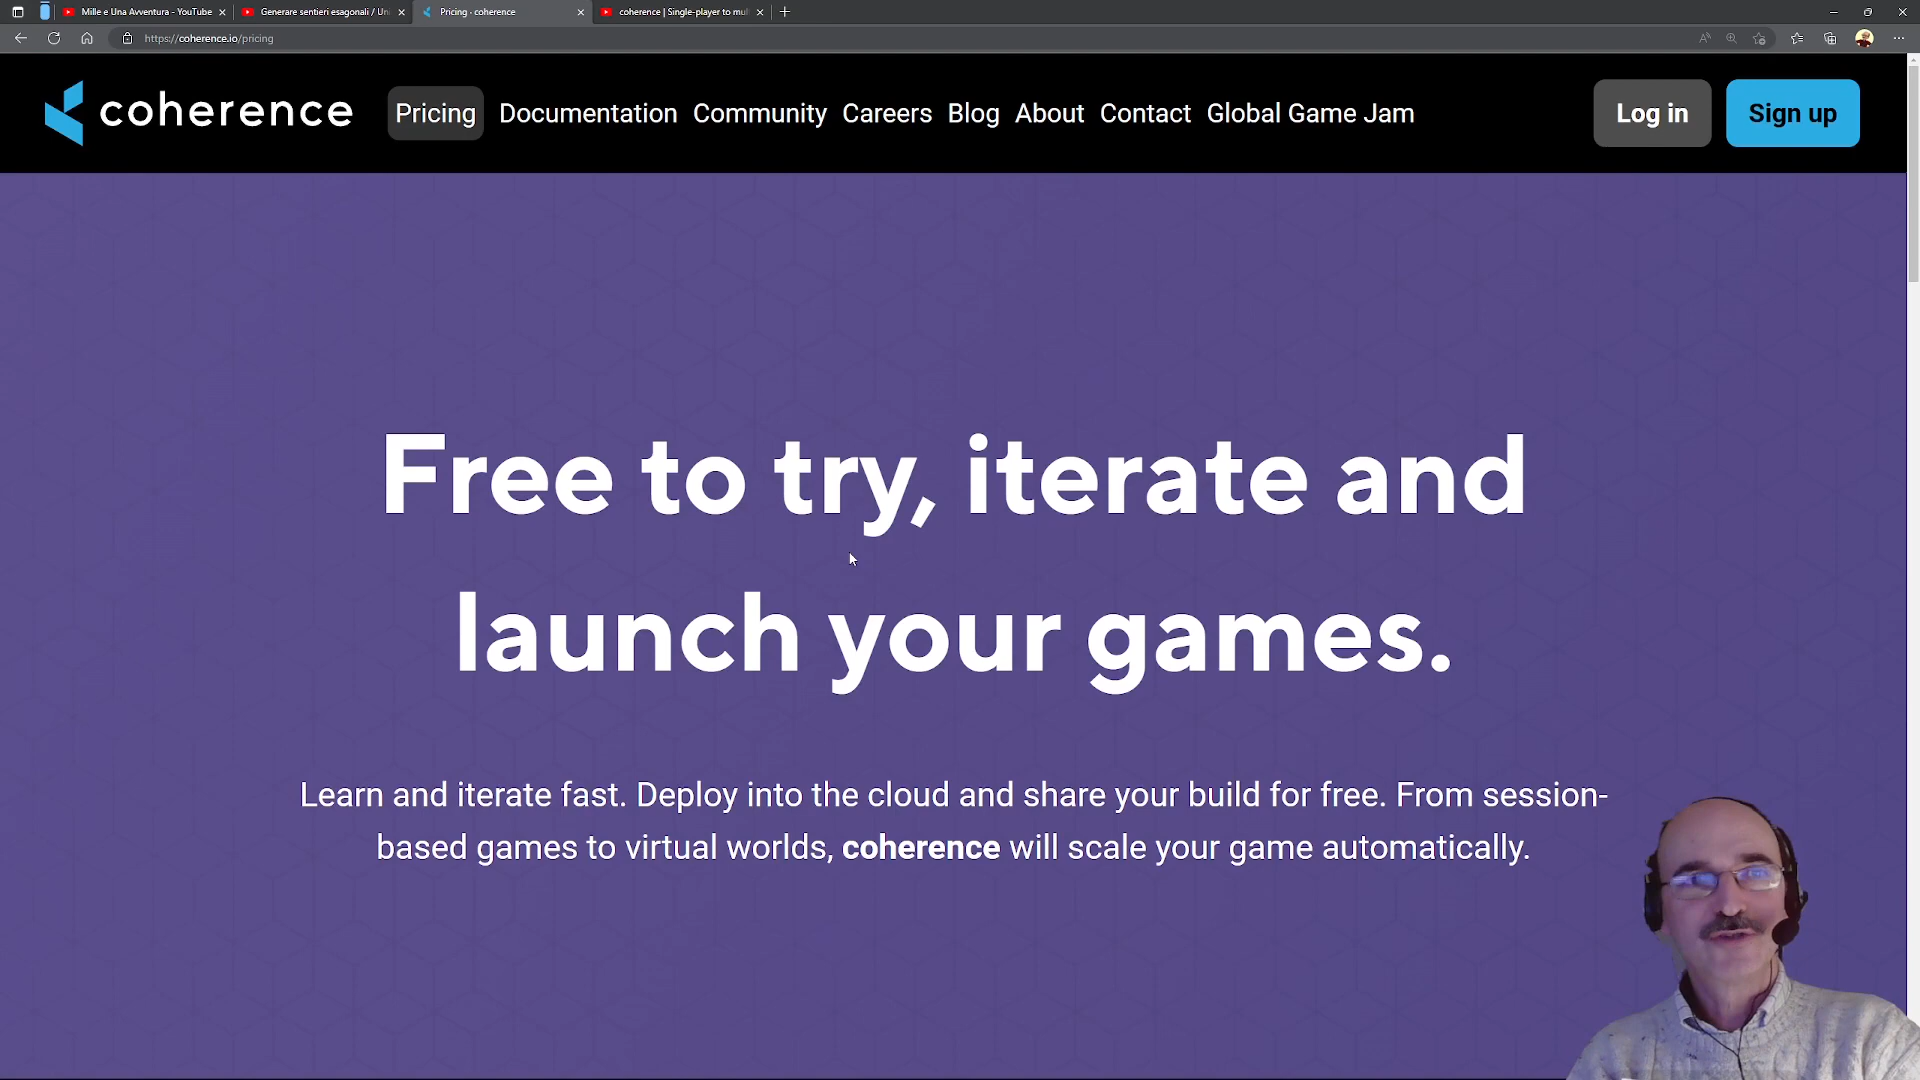 Mille e Una Avventura - YouTube
Generare sentieri esagonali / Un
Pricing · coherence
coherence | Single-player to mul
https://coherence.io/pricing
coherence
Pricing
Documentation
Community
Careers
Blog
About
Contact
Global Game Jam
Log in
Sign up
Free to try, iterate and
launch your games.
Learn and iterate fast. Deploy into the cloud and share your build for free. From session-
based games to virtual worlds, coherence will scale your game automatically.